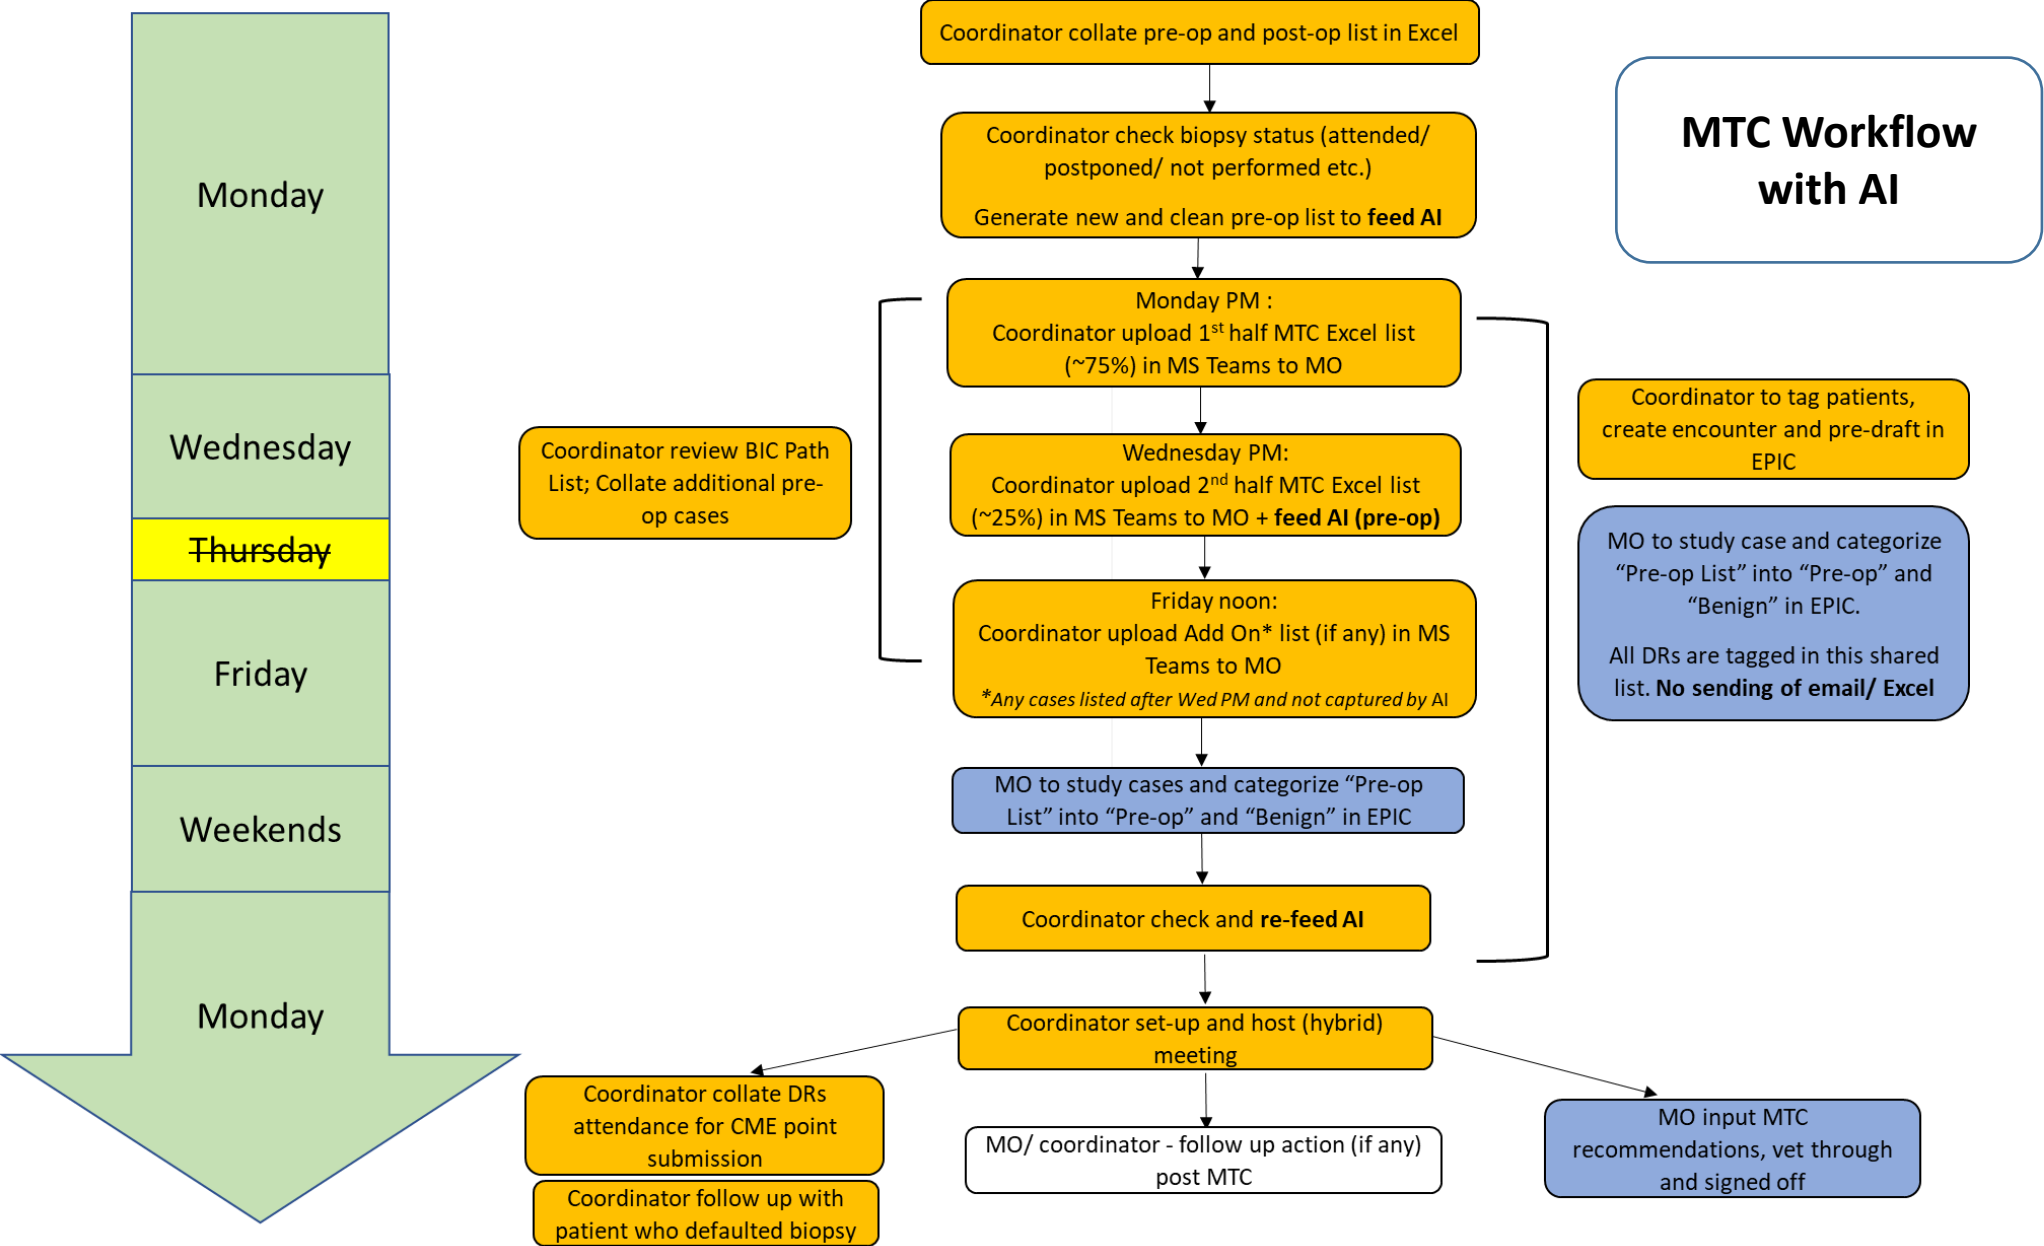 Monday
Wednesday
Thursday
Friday
Weekends
Monday
Coordinator collate pre-op and post-op list in Excel
Coordinator check biopsy status (attended/
postponed/ not performed etc.)
Generate new and clean pre-op list to feed AI
Monday PM :
Coordinator upload 1st half MTC Excel list
(~75%) in MS Teams to MO
Wednesday PM:
Coordinator upload 2nd half MTC Excel list
(~25%) in MS Teams to MO + feed AI (pre-op)
Friday noon:
Coordinator upload Add On* list (if any) in MS
Teams to MO
*Any cases listed after Wed PM and not captured by AI
MO to study cases and categorize “Pre-op
List” into “Pre-op” and “Benign” in EPIC
Coordinator check and re-feed AI
Coordinator set-up and host (hybrid)
meeting
Coordinator review BIC Path
List; Collate additional pre-
op cases
MTC Workflow
with AI
Coordinator to tag patients,
create encounter and pre-draft in
EPIC
MO to study case and categorize
“Pre-op List” into “Pre-op” and
“Benign” in EPIC.
All DRs are tagged in this shared
list. No sending of email/ Excel
Coordinator collate DRs
attendance for CME point
submission
Coordinator follow up with
patient who defaulted biopsy
MO/ coordinator - follow up action (if any)
post MTC
MO input MTC
recommendations, vet through
and signed off